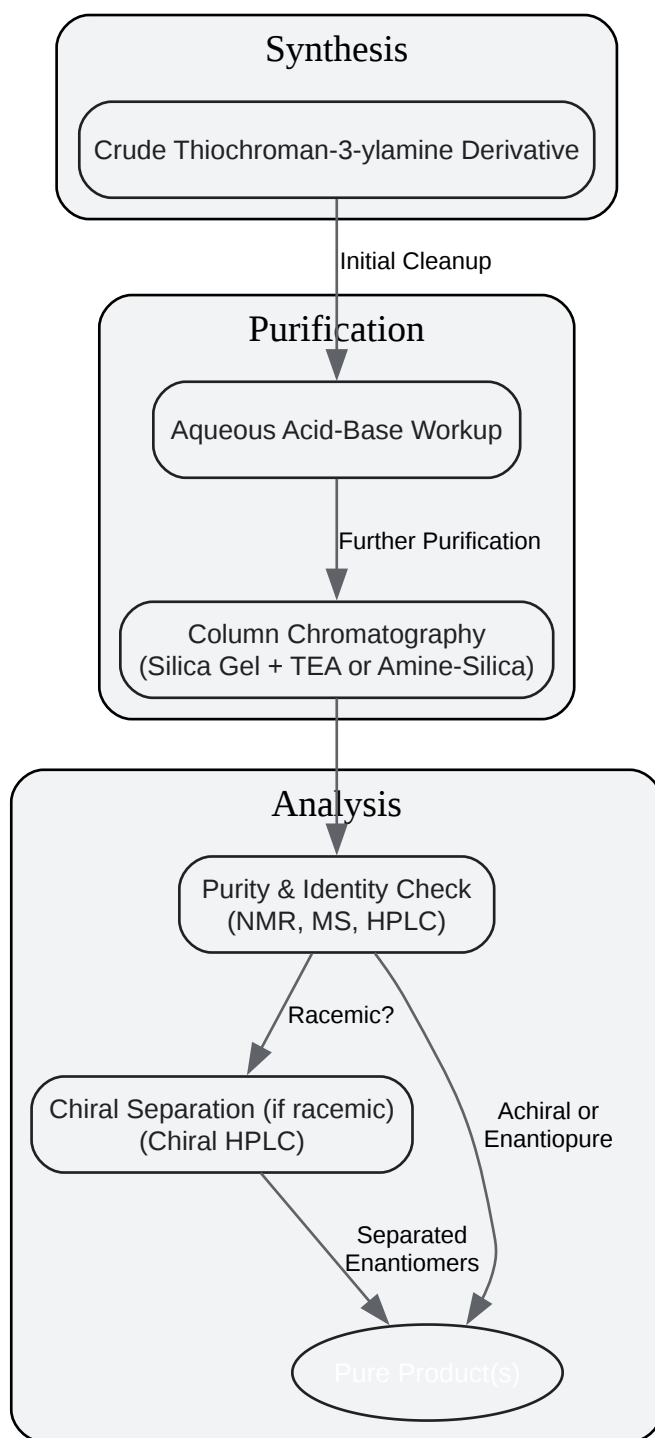 Synthesis
Crude Thiochroman-3-ylamine Derivative
Initial Cleanup
Purification
Aqueous Acid-Base Workup
Further Purification
Column Chromatography
(Silica Gel + TEA or Amine-Silica)
Analysis
Purity & Identity Check
(NMR, MS, HPLC)
Racemic?
Chiral Separation (if racemic)
(Chiral HPLC)
Achiral or
Enantiopure
Separated
Enantiomers
Pure Product(s)